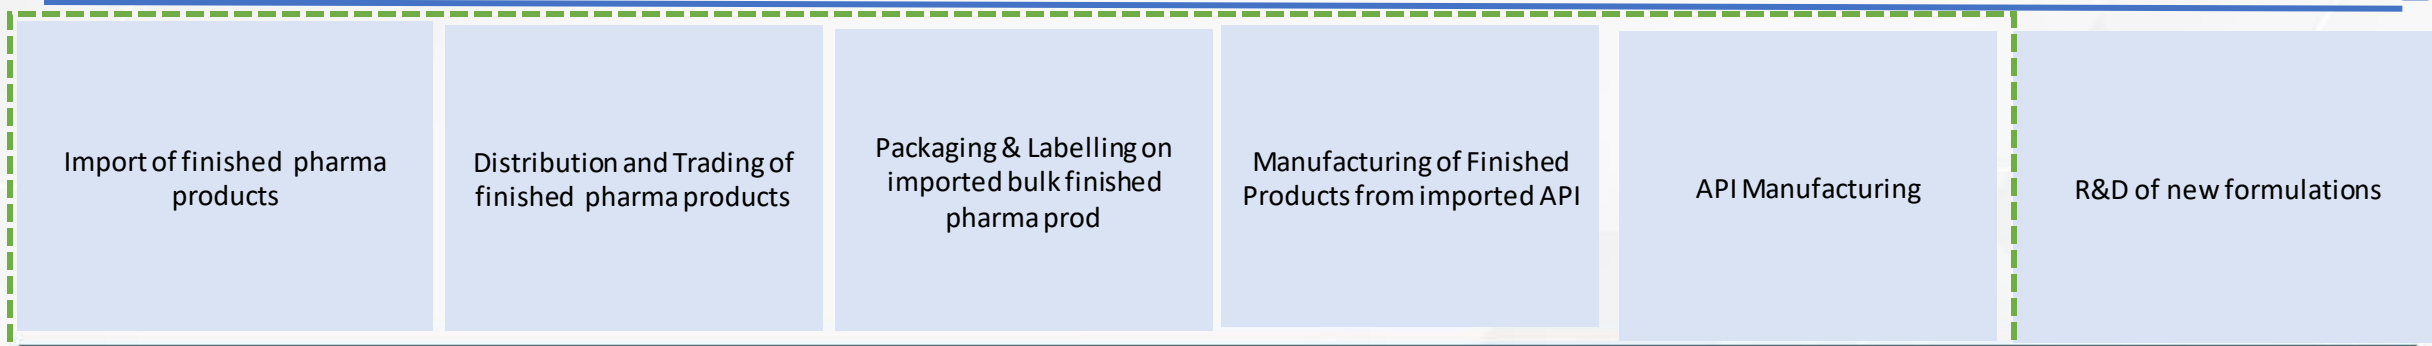 Import of finished pharma
products
Distribution and Trading of
finished pharma products
Packaging & Labelling on
imported bulk finished
pharma prod
Manufacturing of Finished
Products from imported API
API Manufacturing
R&D of new formulations